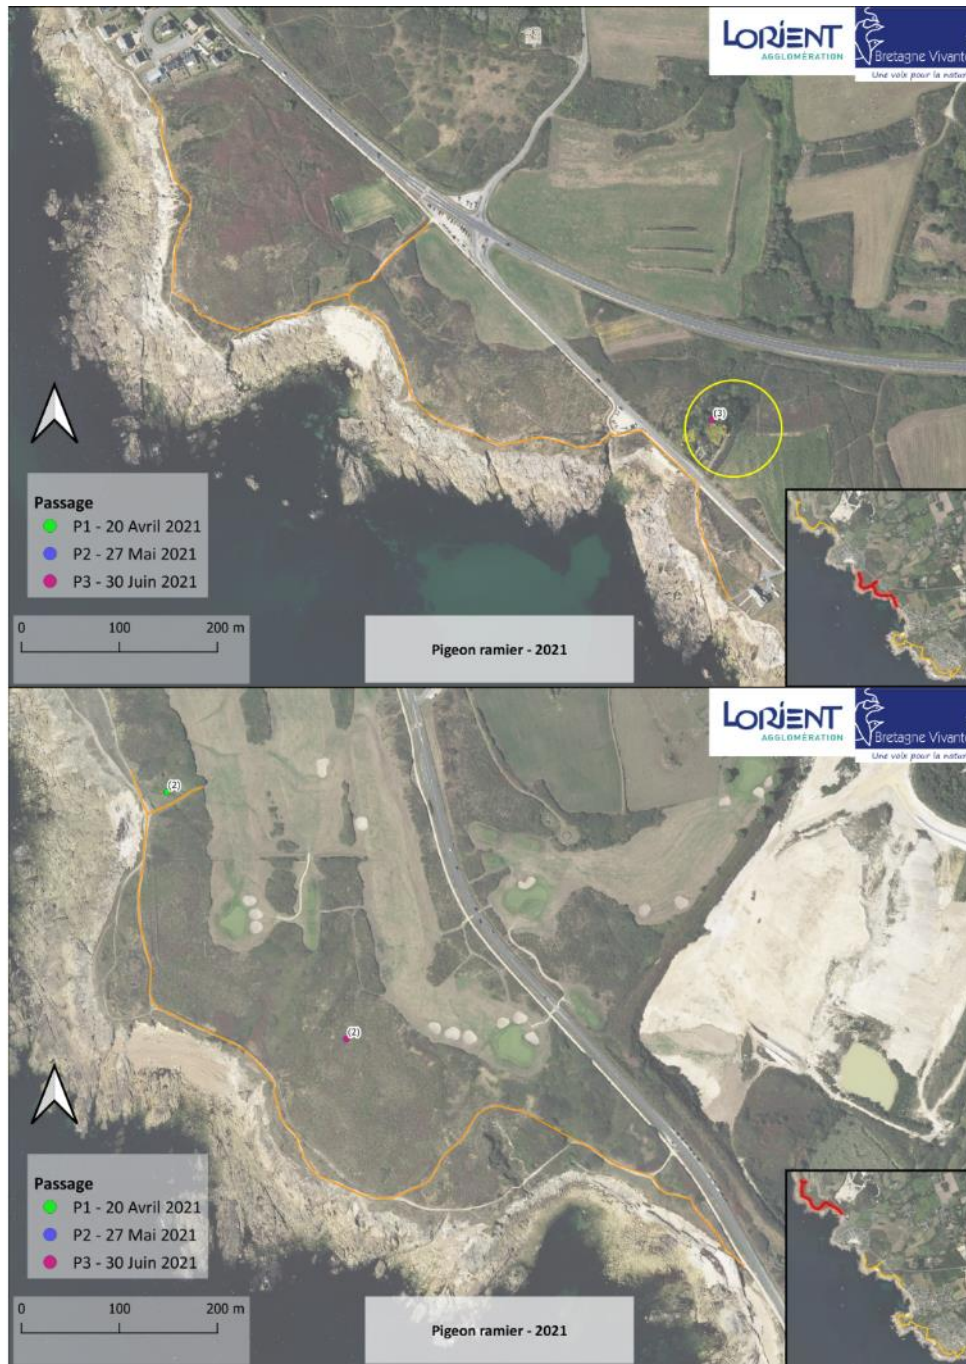 LORIENT
AGGLOMÉRATION
Bretagne Vivante
Une voix pour la natur
(3)
Passage
P1 - 20 Avril 2021
P2 - 27 Mai 2021
P3 - 30 Juin 2021
0 100 200 m
Pigeon ramier - 2021
LORIENT
AGGLOMÉRATION
Bretagne Vivante
Une voix pour la natur
(2)
(2)
Passage
P1 - 20 Avril 2021
P2 - 27 Mai 2021
P3 - 30 Juin 2021
0 100 200 m
Pigeon ramier - 2021